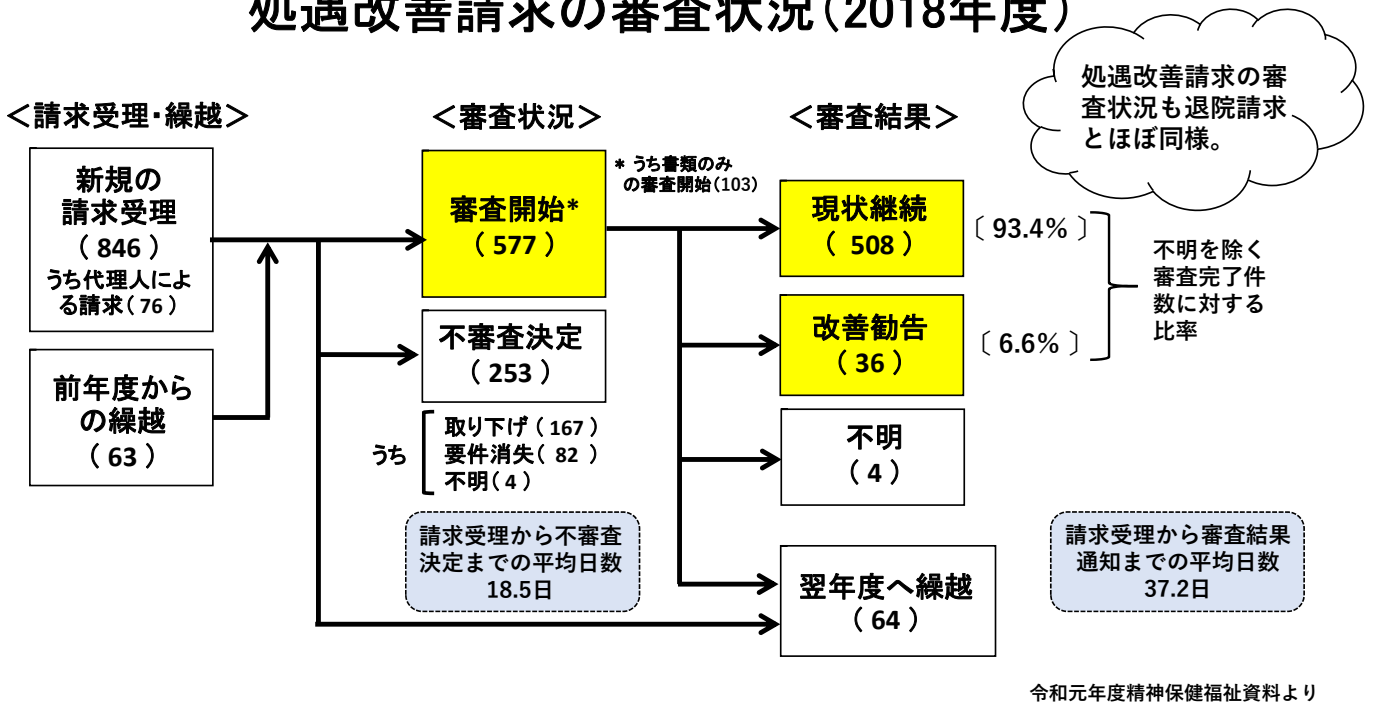 処遇改善請求の審査状況(2018年度)
処遇改善請求の審
査状況も退院請求
とほぼ同様。
＜請求受理・繰越＞
新規の
請求受理
( 846 )
うち代理人によ
る請求( 76 )
前年度から
の繰越
( 63 )
＜審査状況＞
審査開始*
( 577 )
* うち書類のみ
の審査開始(103)
不審査決定
( 253 )
うち
取り下げ ( 167 )
要件消失( 82 )
不明( 4 )
請求受理から不審査
決定までの平均日数
18.5日
＜審査結果＞
現状継続
( 508 )
〔 93.4% 〕
改善勧告
( 36 )
〔 6.6% 〕
不明を除く
審査完了件
数に対する
比率
不明
( 4 )
翌年度へ繰越
( 64 )
請求受理から審査結果
通知までの平均日数
37.2日
令和元年度精神保健福祉資料より